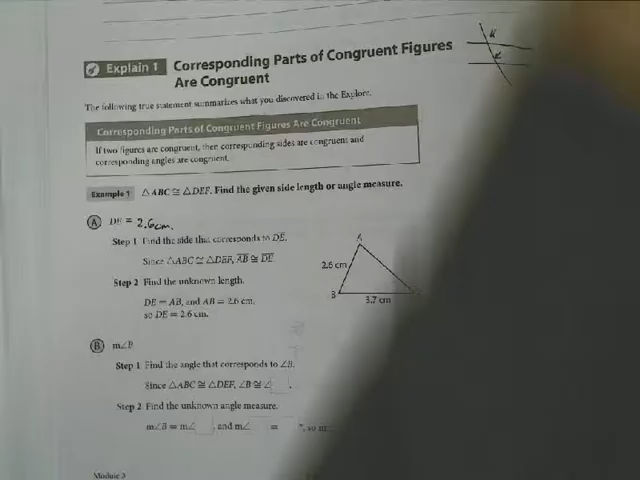 Explain 1 Corresponding Parts of Congruent Figures
Are Congruent
The following true statement summarizes what you discovered in the Explore.
Corresponding Parts of Congruent Figures Are Congruent
If two figures are congruent, then corresponding sides are congruent and
corresponding angles are congruent.
Example 1 △ABC ≅ △DEF. Find the given side length or angle measure.
A DE = 2.6cm.
Step 1 Find the side that corresponds to DE.
Since △ABC ≅ △DEF, AB ≅ DE.
Step 2 Find the unknown length.
DE = AB, and AB = 2.6 cm,
so DE = 2.6 cm.
A
2.6 cm
B
3.7 cm
B m∠B
Step 1 Find the angle that corresponds to ∠B.
Since △ABC ≅ △DEF, ∠B ≅ ∠ .
Step 2 Find the unknown angle measure.
m∠B = m∠ , and m∠ = °, so
Module 3